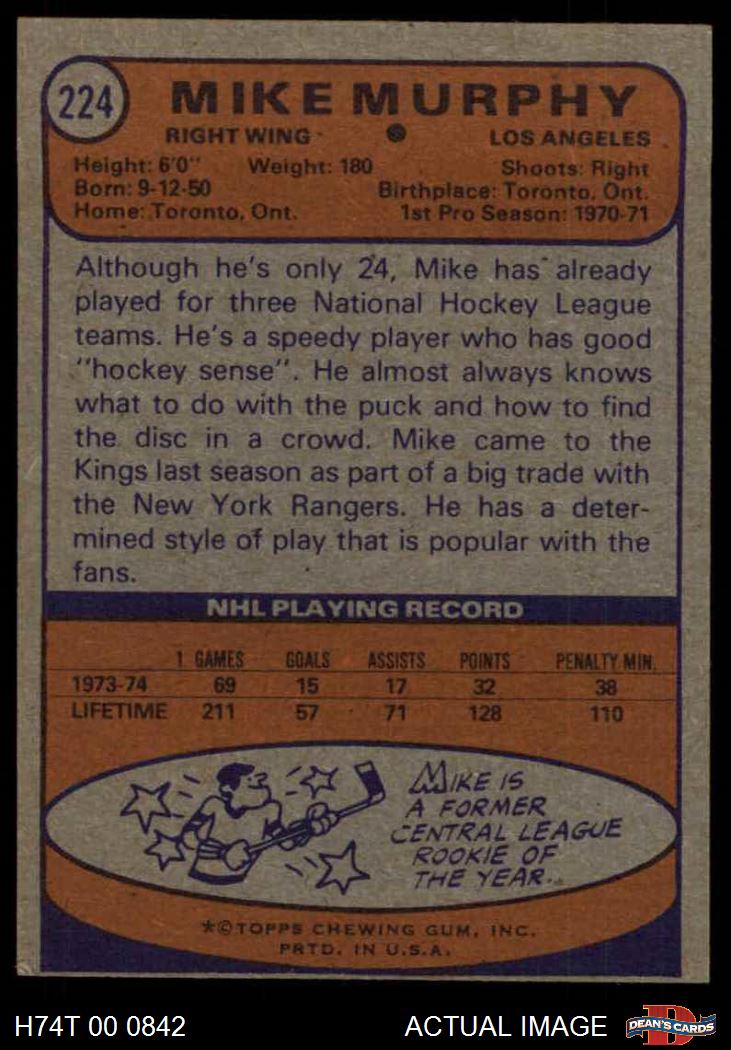 224
MIKE MURPHY
RIGHT WING • LOS ANGELES
Height: 6'0" Weight: 180 Shoots: Right
Born: 9-12-50 Birthplace: Toronto, Ont.
Home: Toronto, Ont. 1st Pro Season: 1970-71
Although he's only 24, Mike has already
played for three National Hockey League
teams. He's a speedy player who has good
"hockey sense". He almost always knows
what to do with the puck and how to find
the disc in a crowd. Mike came to the
Kings last season as part of a big trade with
the New York Rangers. He has a deter-
mined style of play that is popular with the
fans.
NHL PLAYING RECORD
GAMES GOALS ASSISTS POINTS PENALTY MIN.
1973-74 69 15 17 32 38
LIFETIME 211 57 71 128 110
MIKE IS
A FORMER
CENTRAL LEAGUE
ROOKIE OF
THE YEAR.
*©TOPPS CHEWING GUM, INC.
PRTD. IN U.S.A.
H74T 00 0842 ACTUAL IMAGE D DEAN'S CARDS